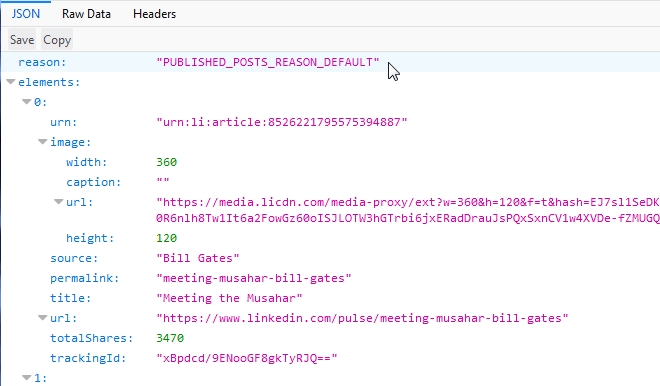 JSON Raw Data Headers
Save Copy
reason: "PUBLISHED_POSTS_REASON_DEFAULT"
elements:
0:
urn: "urn:li:article:8526221795575394887"
image:
width: 360
caption: ""
url: "https://media.licdn.com/media-proxy/ext?w=360&h=120&f=t&hash=EJ7sl1SeDK
0R6nlh8Tw1It6a2FowGz60oISJLOTW3hGTrbi6jxERadDrauJsPQxSxnCV1w4XVDe-fZMUGQ
height: 120
source: "Bill Gates"
permalink: "meeting-musahar-bill-gates"
title: "Meeting the Musahar"
url: "https://www.linkedin.com/pulse/meeting-musahar-bill-gates"
totalShares: 3470
trackingId: "xBpdcd/9ENooGF8gkTyRJQ=="
1: